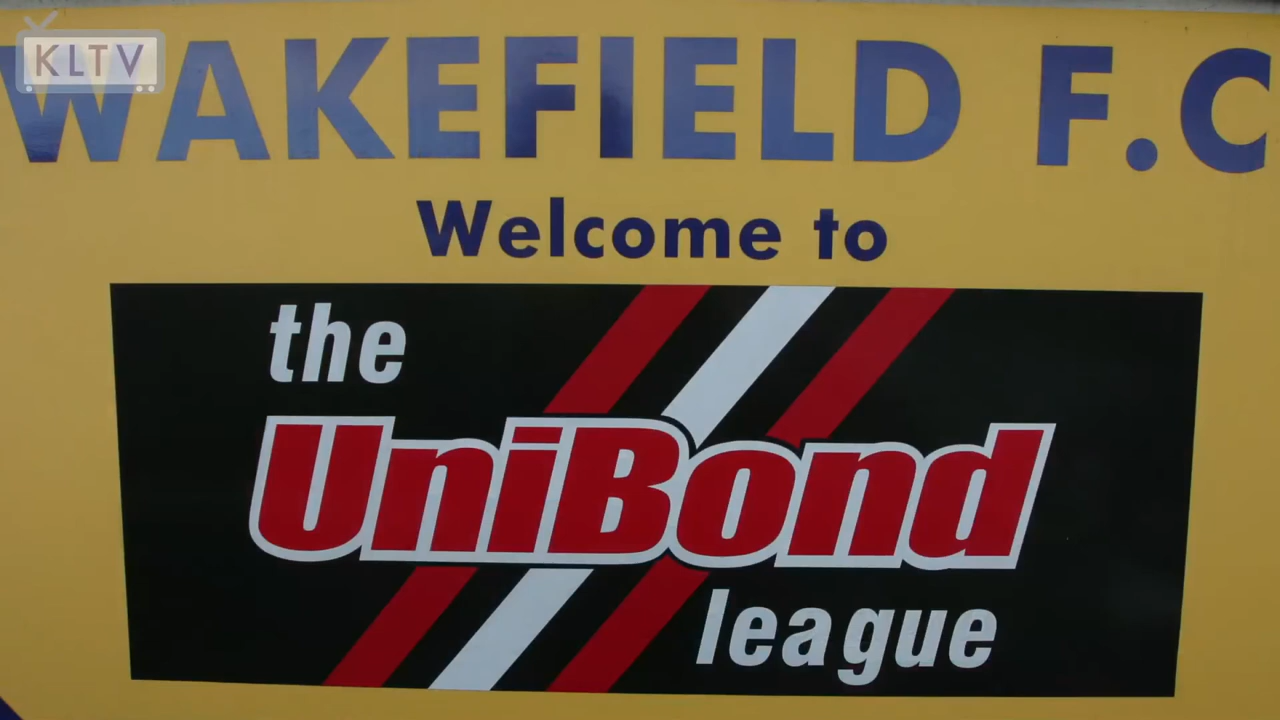 KLTV
WAKEFIELD F.C
Welcome to
the
UniBond
league